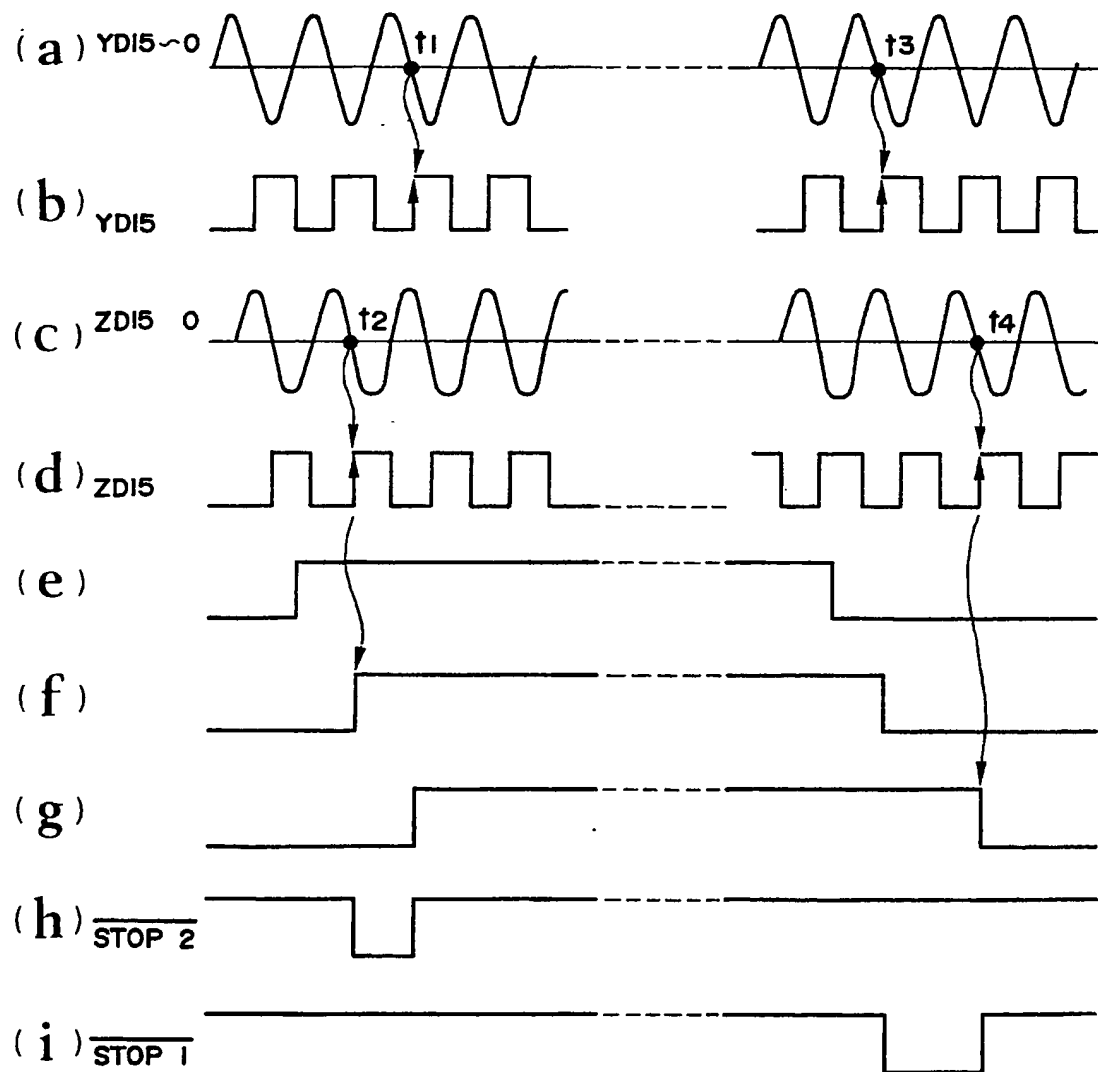 (a) YD15~0 t1 t3
(b) YD15
(c) ZD15 0 t2 t4
(d) ZD15
(e)
(f)
(g)
(h) STOP 2
(i) STOP 1